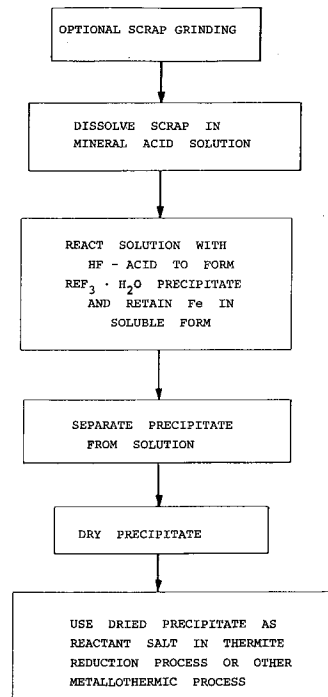 OPTIONAL SCRAP GRINDING
DISSOLVE SCRAP IN
MINERAL ACID SOLUTION
REACT SOLUTION WITH
HF - ACID TO FORM
REF₃ · H₂O PRECIPITATE
AND RETAIN Fe IN
SOLUBLE FORM
SEPARATE PRECIPITATE
FROM SOLUTION
DRY PRECIPITATE
USE DRIED PRECIPITATE AS
REACTANT SALT IN THERMITE
REDUCTION PROCESS OR OTHER
METALLOTHERMIC PROCESS